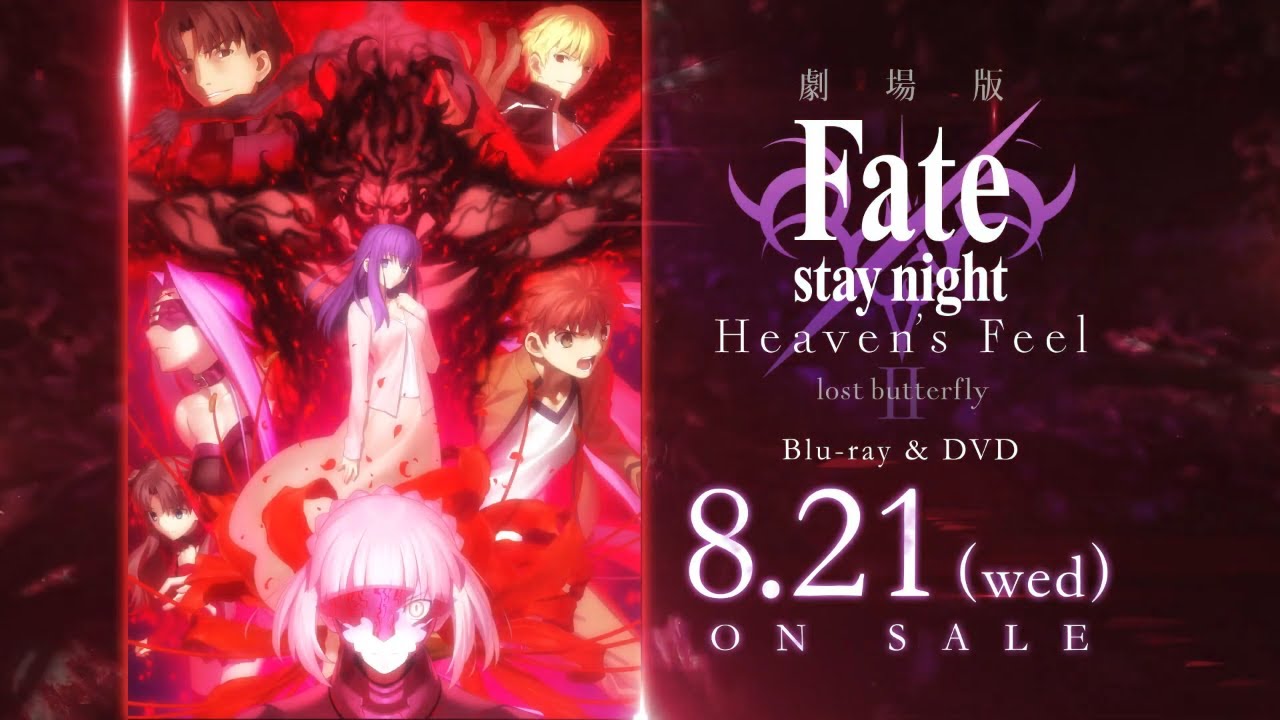 劇場版
Fate
stay night
Heaven's Feel
II
lost butterfly
Blu-ray & DVD
8.21 (wed)
ON SALE